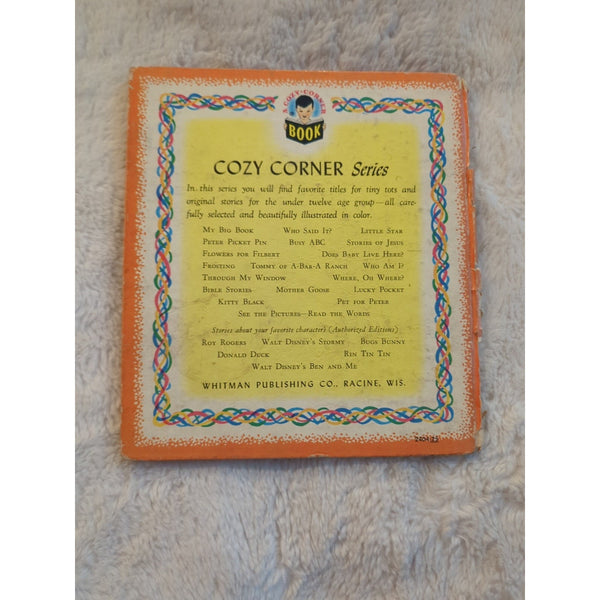 A COZY-CORNER
BOOK
COZY CORNER Series
In this series you will find favorite titles for tiny tots and
original stories for the under twelve age group—all care-
fully selected and beautifully illustrated in color.
MY BIG BOOK WHO SAID IT? LITTLE STAR
PETER PICKET PIN BUSY ABC STORIES OF JESUS
FLOWERS FOR FILBERT DOES BABY LIVE HERE?
FROSTING TOMMY OF A-BAR-A RANCH WHO AM I?
THROUGH MY WINDOW WHERE, OH WHERE?
BIBLE STORIES MOTHER GOOSE LUCKY POCKET
KITTY BLACK PET FOR PETER
SEE THE PICTURES—READ THE WORDS
Stories about your favorite characters (Authorized Editions)
ROY ROGERS WALT DISNEY'S STORMY BUGS BUNNY
DONALD DUCK RIN TIN TIN
WALT DISNEY'S BEN AND ME
WHITMAN PUBLISHING CO., RACINE, WIS.
2404:25